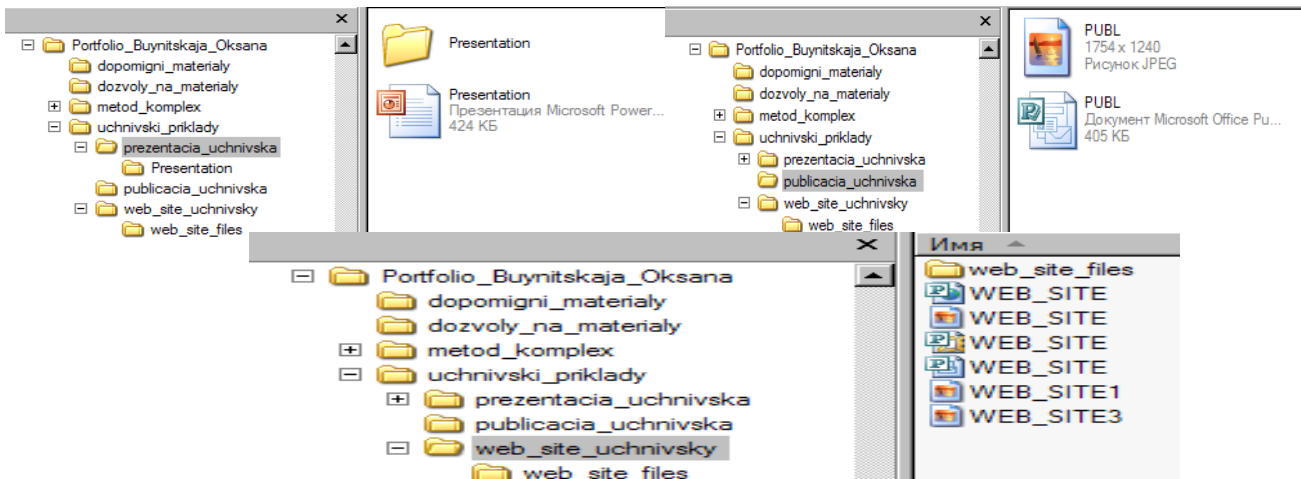 Portfolio_Buynitskaja_Oksana
dopomigni_materialy
dozvoly_na_materialy
metod_komplex
uchnivski_priklady
prezentacia_uchnivska
Presentation
publicacia_uchnivska
web_site_uchnivsky
web_site_files
Presentation
Presentation
Презентация Microsoft Power...
424 КБ
Portfolio_Buynitskaja_Oksana
dopomigni_materialy
dozvoly_na_materialy
metod_komplex
uchnivski_priklady
prezentacia_uchnivska
publicacia_uchnivska
web_site_uchnivsky
web_site_files
PUBL
1754 x 1240
Рисунок JPEG
PUBL
Документ Microsoft Office Pu...
405 КБ
Portfolio_Buynitskaja_Oksana
dopomigni_materialy
dozvoly_na_materialy
metod_komplex
uchnivski_priklady
prezentacia_uchnivska
publicacia_uchnivska
web_site_uchnivsky
web_site_files
Имя
web_site_files
WEB_SITE
WEB_SITE
WEB_SITE
WEB_SITE
WEB_SITE1
WEB_SITE3